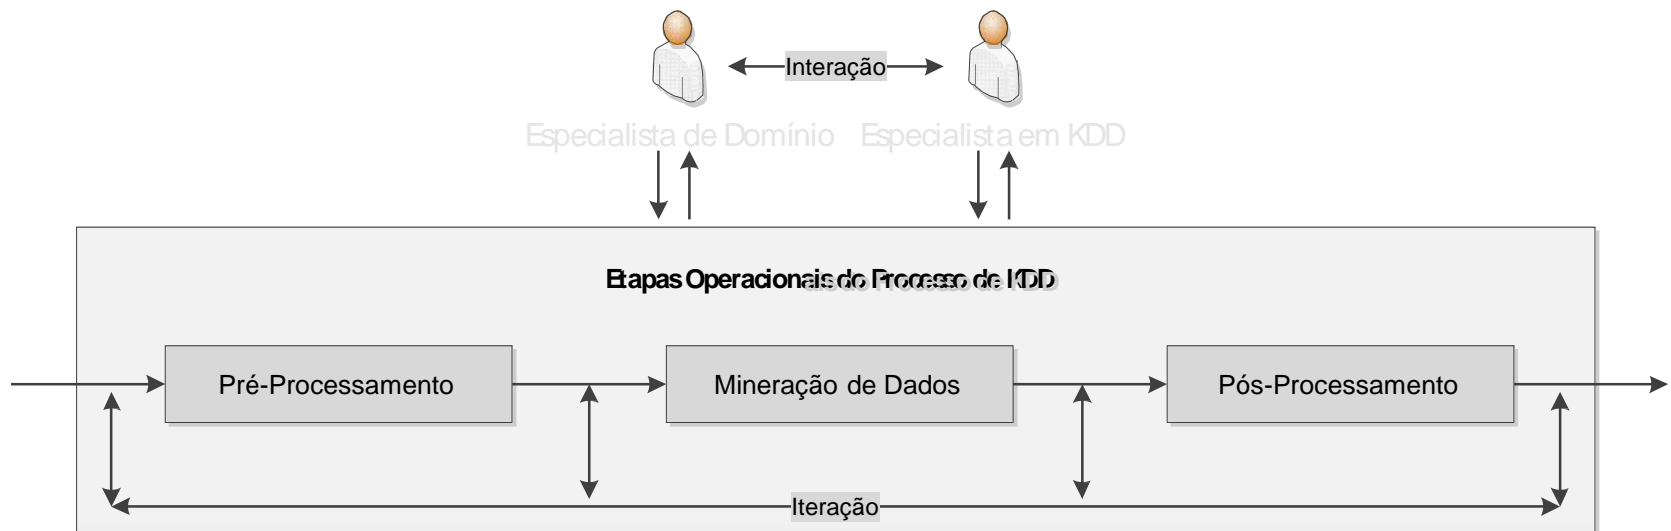 Interação
Especialista de Domínio Especialista em KDD
Etapas Operacionais do Processo de KDD
Pré-Processamento Mineração de Dados Pós-Processamento
Iteração